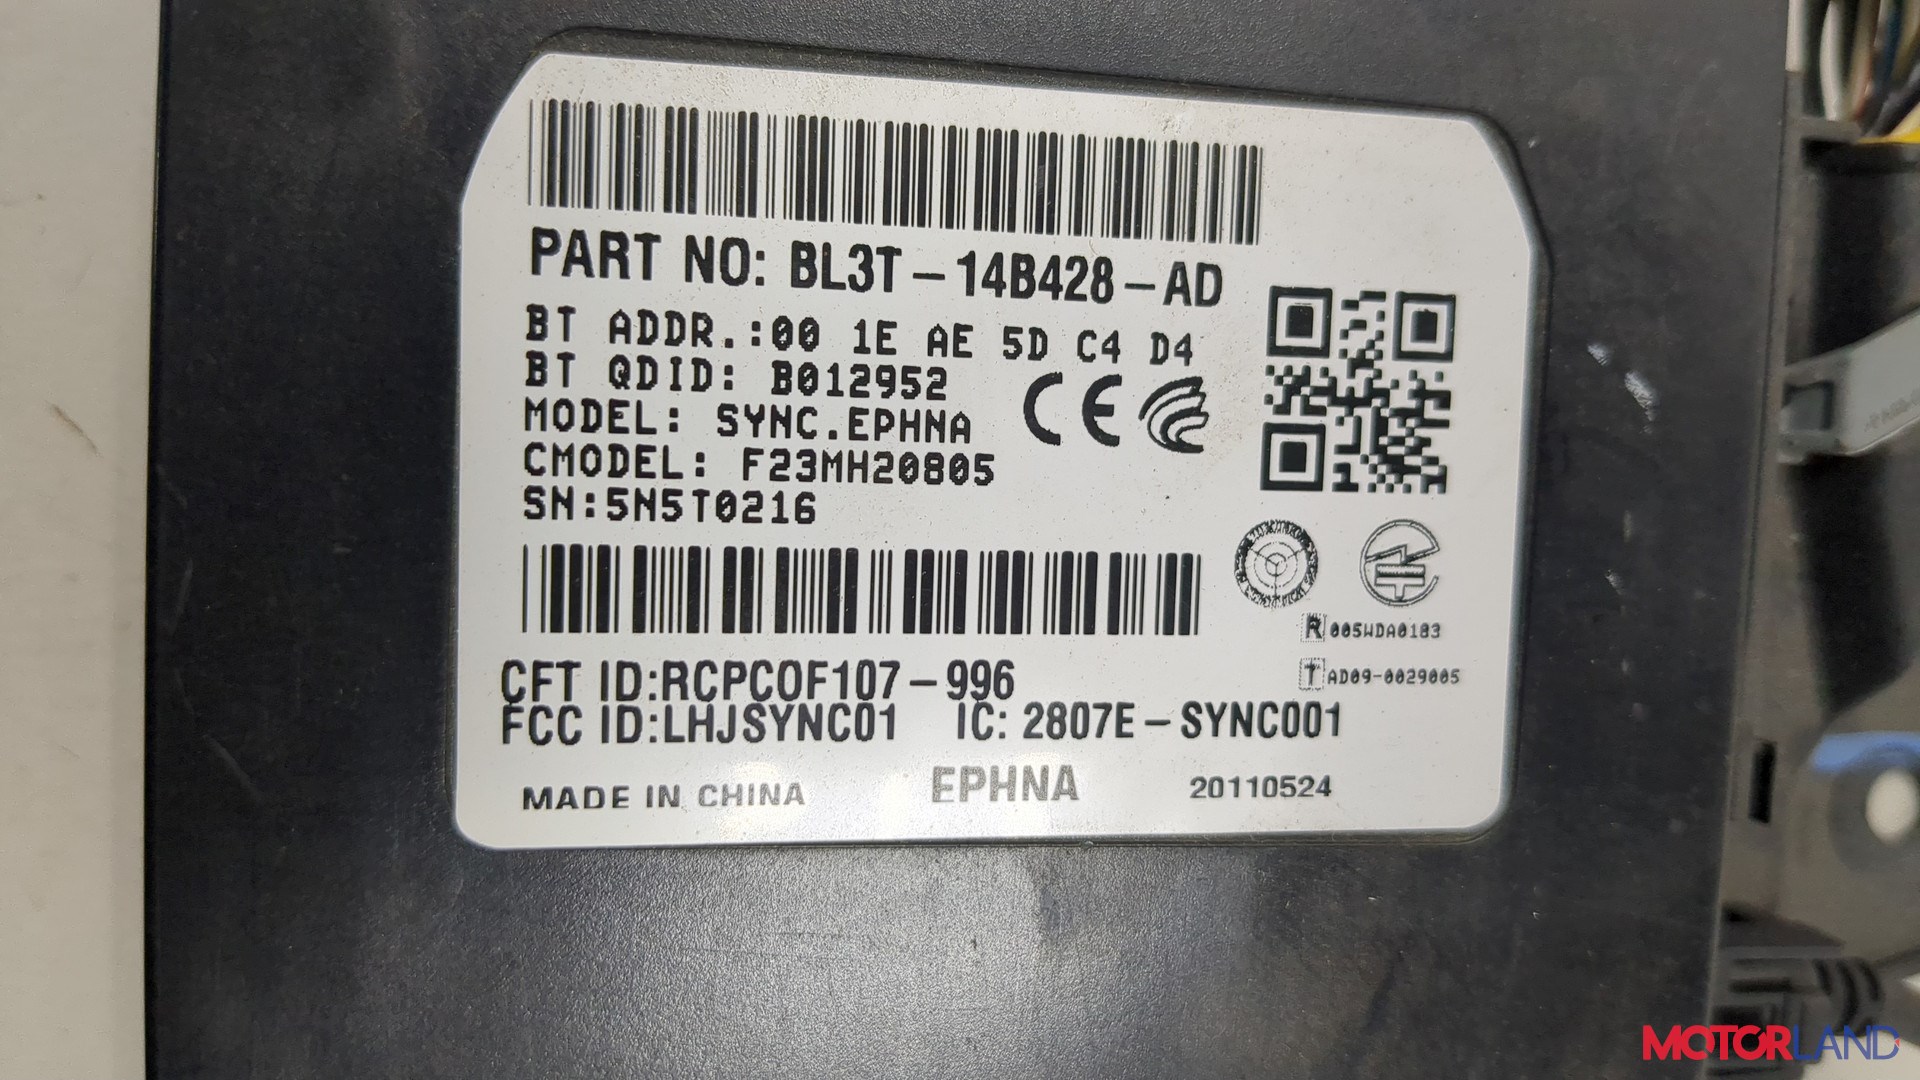 PART NO: BL3T-14B428-AD
BT ADDR.:00 1E AE 5D C4 D4
BT QDID: B012952
MODEL: SYNC.EPHNA
CMODEL: F23MH20805
SN:5N5T0216
R 005WDA0183
T AD09-0029005
CFT ID:RCPCOF107-996
FCC ID:LHJSYNC01 IC: 2807E-SYNC001
MADE IN CHINA EPHNA 20110524
MOTORLAND